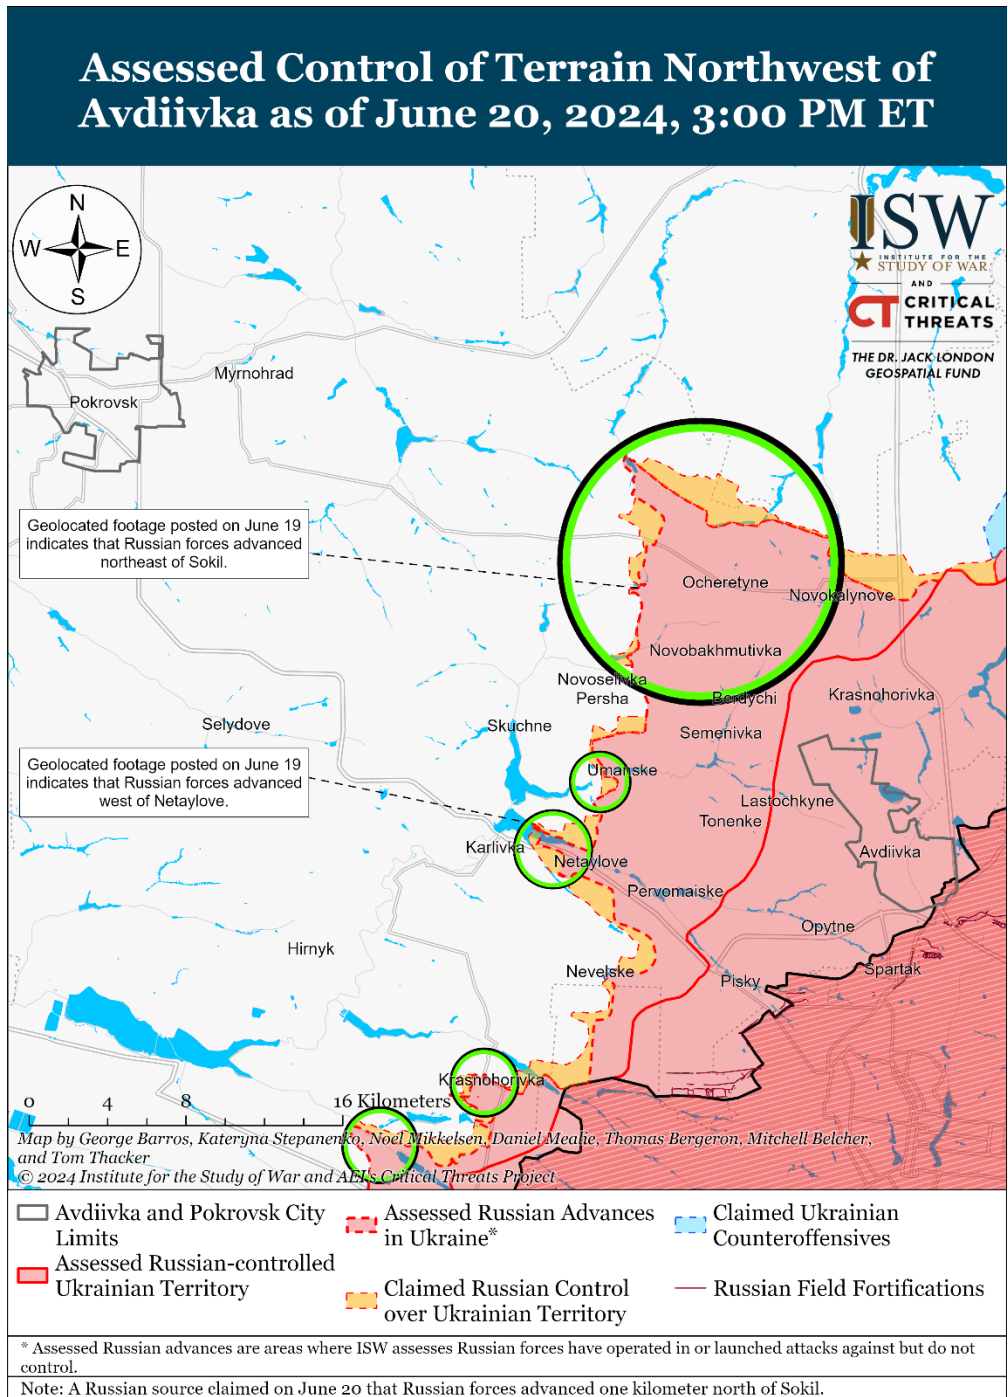 Assessed Control of Terrain Northwest of
Avdiivka as of June 20, 2024, 3:00 PM ET
N
W
E
S
ISW
INSTITUTE FOR THE
STUDY OF WAR
AND
CT CRITICAL
THREATS
THE DR. JACK LONDON
GEOSPATIAL FUND
Myrnohrad
Pokrovsk
Geolocated footage posted on June 19
indicates that Russian forces advanced
northeast of Sokil.
Ocheretyne
Novokalynove
Novobakhmutivka
Novoselivka
Persha
Berdychi
Krasnohorivka
Selydove
Skuchne
Semenivka
Geolocated footage posted on June 19
indicates that Russian forces advanced
west of Netaylove.
Umanske
Lastochkyne
Tonenke
Karlivka
Netaylove
Avdiivka
Pervomaiske
Opytne
Hirnyk
Nevelske
Pisky
Spartak
Krasnohorivka
0 4 8 16 Kilometers
Map by George Barros, Kateryna Stepanenko, Noel Mikkelsen, Daniel Mealie, Thomas Bergeron, Mitchell Belcher,
and Tom Thacker
© 2024 Institute for the Study of War and AEI's Critical Threats Project
Avdiivka and Pokrovsk City
Limits
Assessed Russian-controlled
Ukrainian Territory
Assessed Russian Advances
in Ukraine*
Claimed Russian Control
over Ukrainian Territory
Claimed Ukrainian
Counteroffensives
Russian Field Fortifications
* Assessed Russian advances are areas where ISW assesses Russian forces have operated in or launched attacks against but do not
control.
Note: A Russian source claimed on June 20 that Russian forces advanced one kilometer north of Sokil.